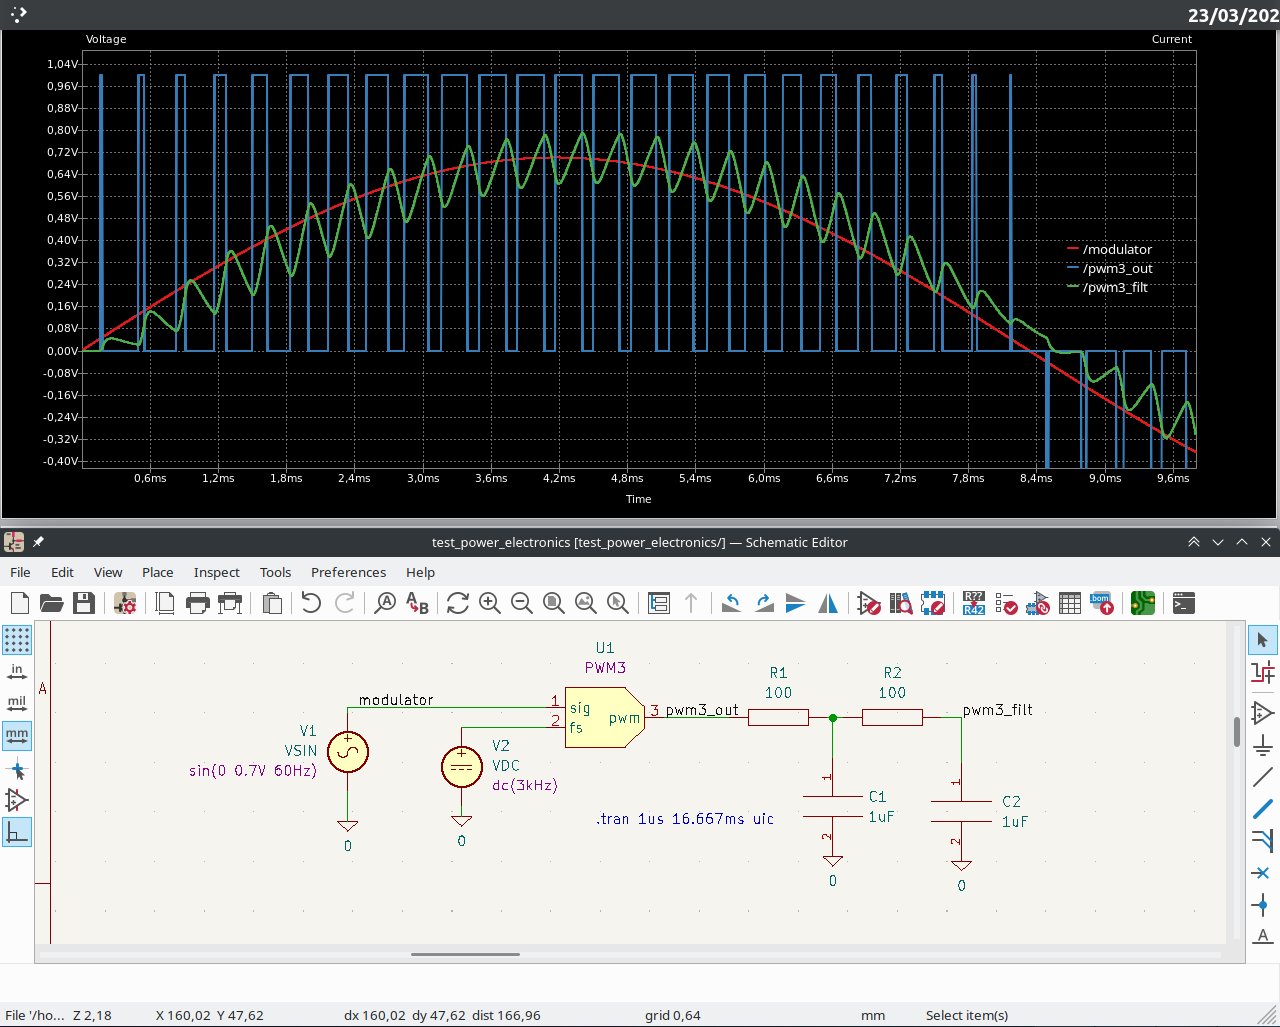 23/03/202
Voltage
Current
1,04V
0,96V
0,88V
0,80V
0,72V
0,64V
0,56V
0,48V
0,40V
0,32V
0,24V
0,16V
0,08V
0,00V
-0,08V
-0,16V
-0,24V
-0,32V
-0,40V
/modulator
/pwm3_out
/pwm3_filt
0,6ms 1,2ms 1,8ms 2,4ms 3,0ms 3,6ms 4,2ms 4,8ms 5,4ms 6,0ms 6,6ms 7,2ms 7,8ms 8,4ms 9,0ms 9,6ms
Time
test_power_electronics [test_power_electronics/] — Schematic Editor
File Edit View Place Inspect Tools Preferences Help
A
A B
R??
R42
bom
>_
in
mil
mm
A
A
U1
PWM3
modulator
1
2
sig
fs
pwm
3
pwm3_out
R1
100
R2
100
pwm3_filt
V1
VSIN
sin(0 0.7V 60Hz)
0
V2
VDC
dc(3kHz)
0
.tran 1us 16.667ms uic
1
C1
1uF
2
0
1
C2
1uF
2
0
File '/ho... Z 2,18 X 160,02 Y 47,62 dx 160,02 dy 47,62 dist 166,96 grid 0,64 mm Select item(s)